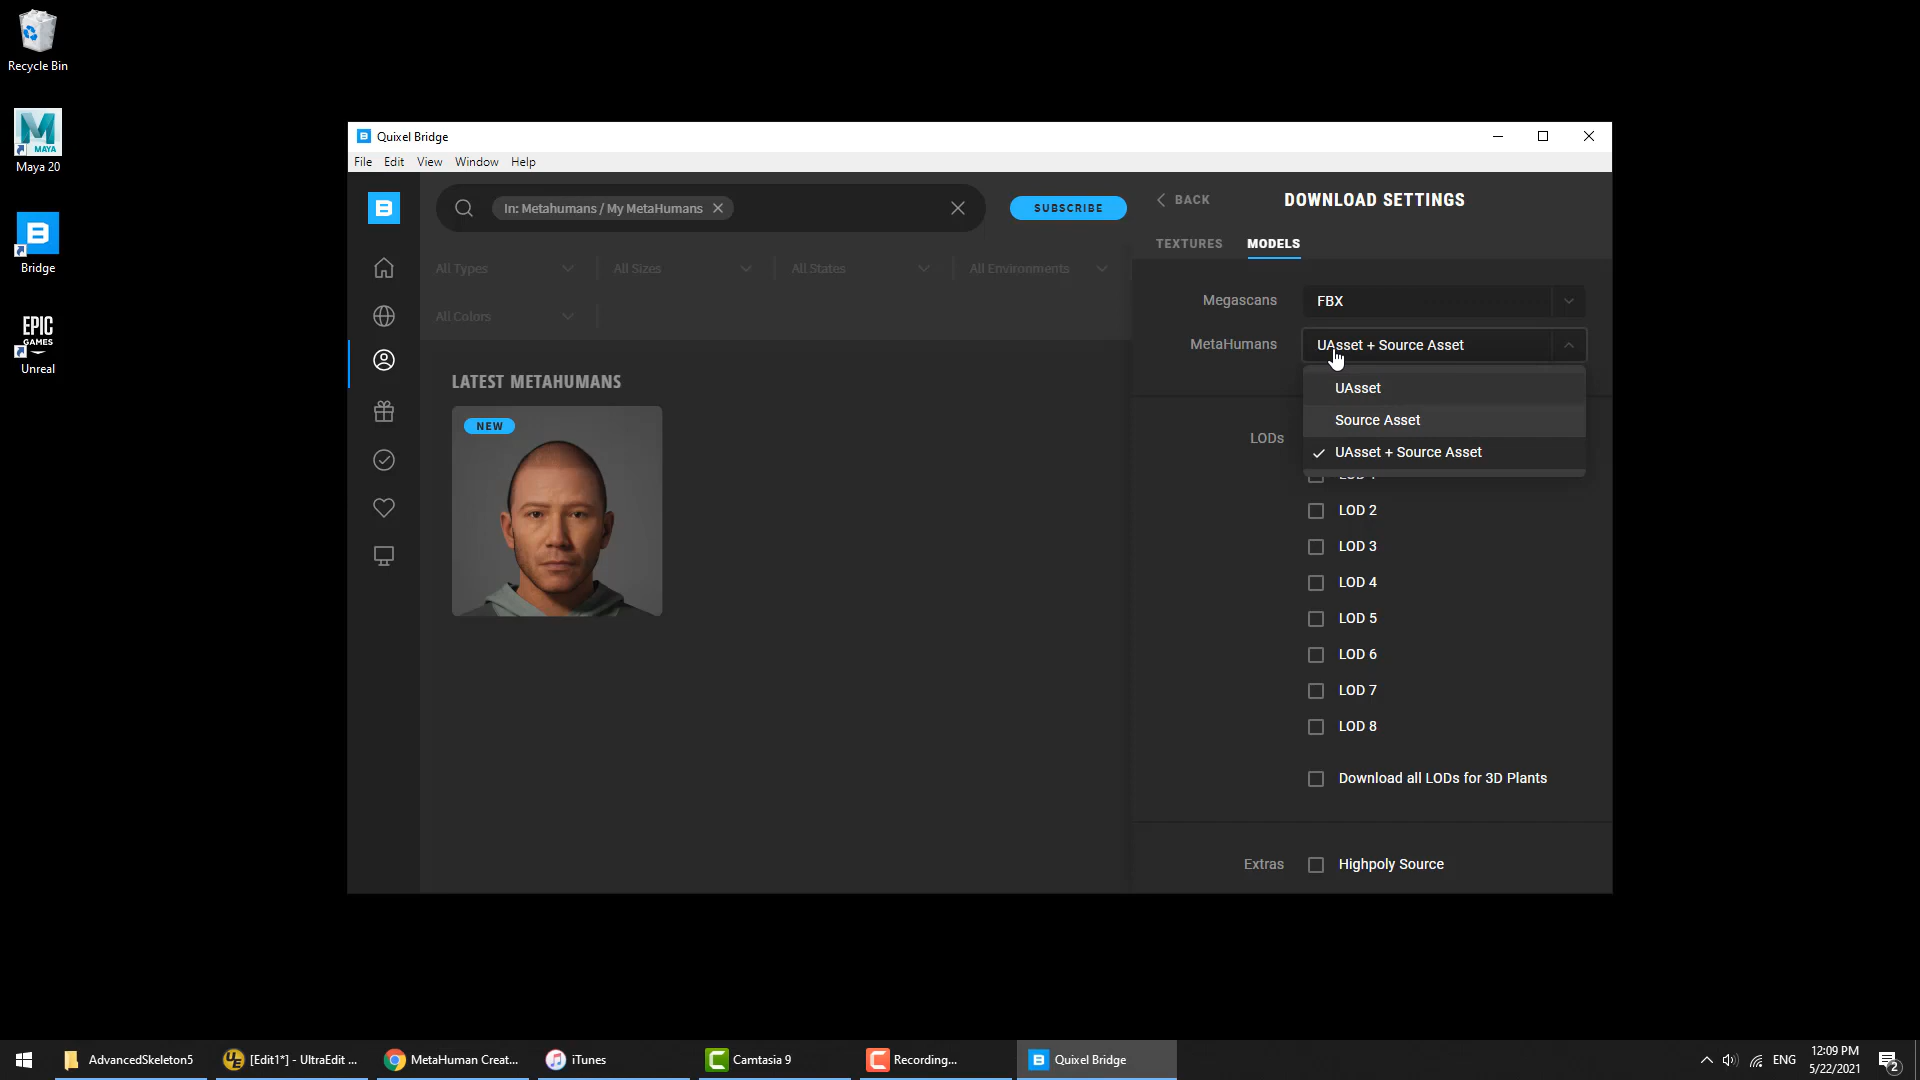 Recycle Bin
MAYA
Maya 20
Bridge
EPIC
GAMES
Unreal
Quixel Bridge
File Edit View Window Help
In: Metahumans / My MetaHumans
SUBSCRIBE
All Types
All Sizes
All States
All Environments
All Colors
LATEST METAHUMANS
NEW
BACK
DOWNLOAD SETTINGS
TEXTURES
MODELS
Megascans
FBX
MetaHumans
UAsset + Source Asset
UAsset
Source Asset
UAsset + Source Asset
LODs
LOD 2
LOD 3
LOD 4
LOD 5
LOD 6
LOD 7
LOD 8
Download all LODs for 3D Plants
Extras
Highpoly Source
AdvancedSkeleton5
[Edit1*] - UltraEdit ...
MetaHuman Creat...
iTunes
Camtasia 9
Recording...
Quixel Bridge
ENG
12:09 PM
5/22/2021
2